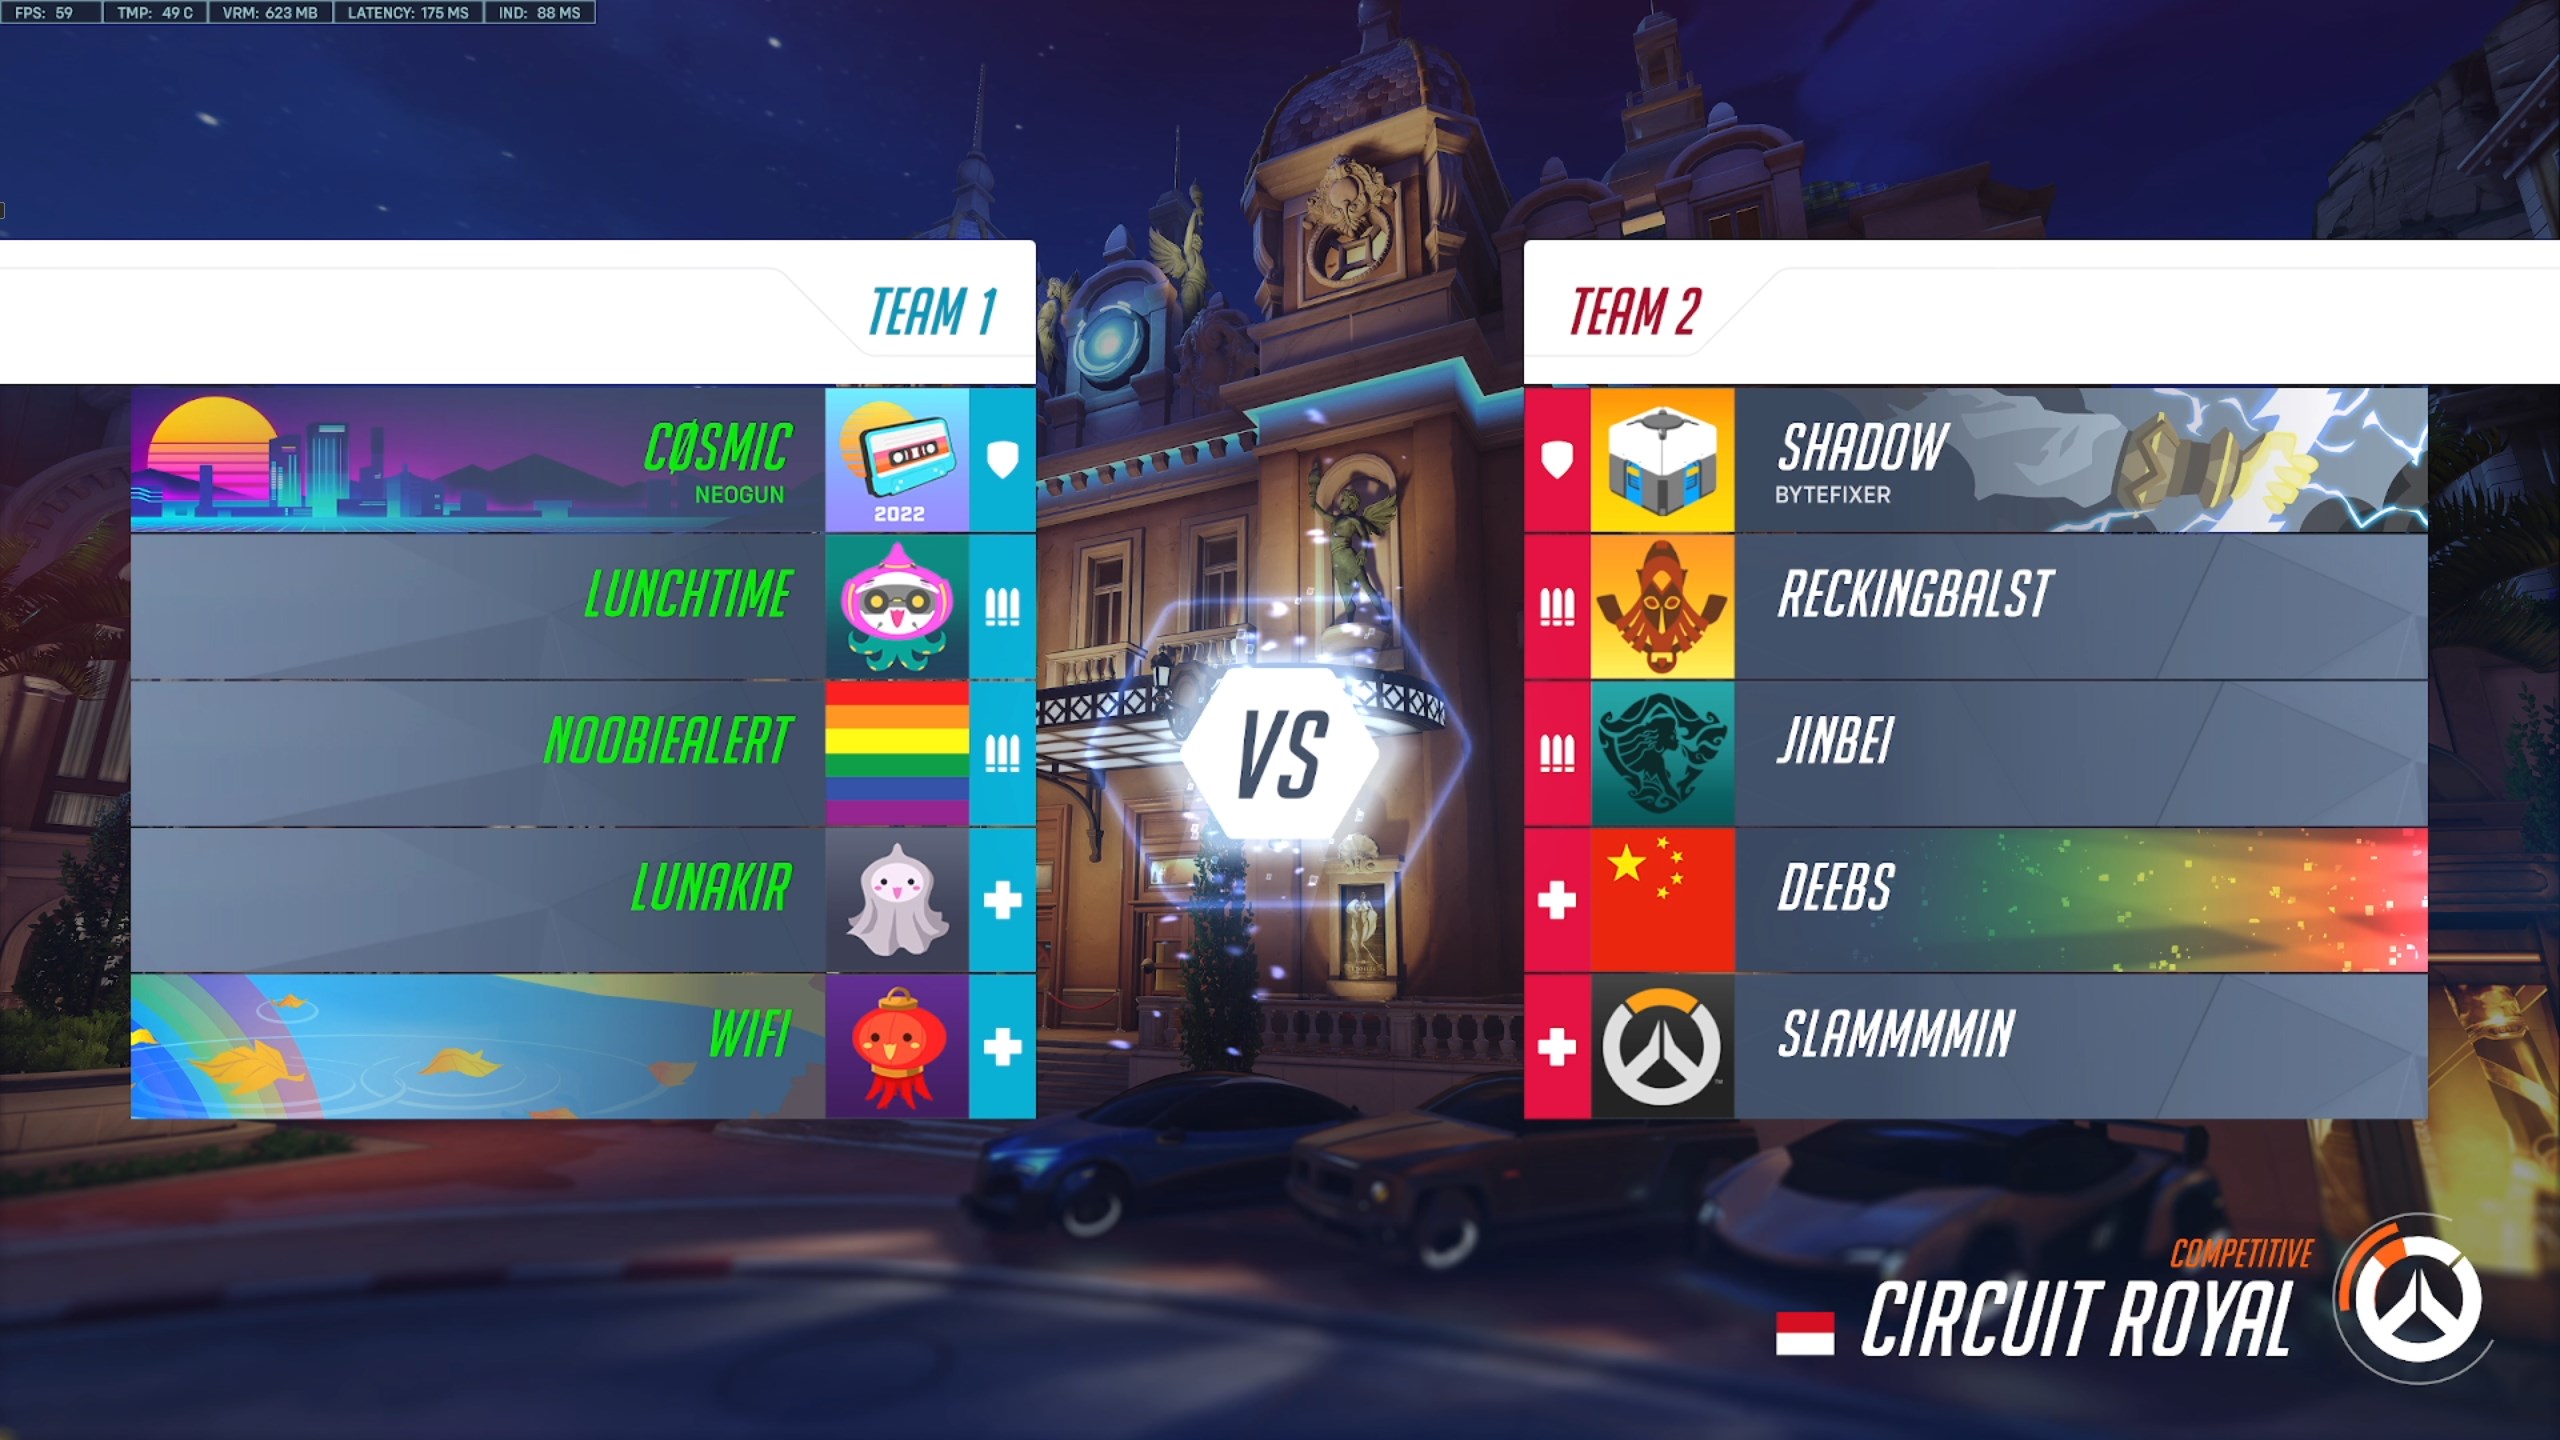 FPS: 59 TMP: 49 C VRM: 623 MB LATENCY: 175 MS IND: 88 MS
TEAM 1
CØSMIC
NEOGUN
2022
LUNCHTIME
NOOBIEALERT
LUNAKIR
WIFI
VS
TEAM 2
SHADOW
BYTEFIXER
RECKINGBALST
JINBEI
DEEBS
SLAMMMMIN
COMPETITIVE
CIRCUIT ROYAL